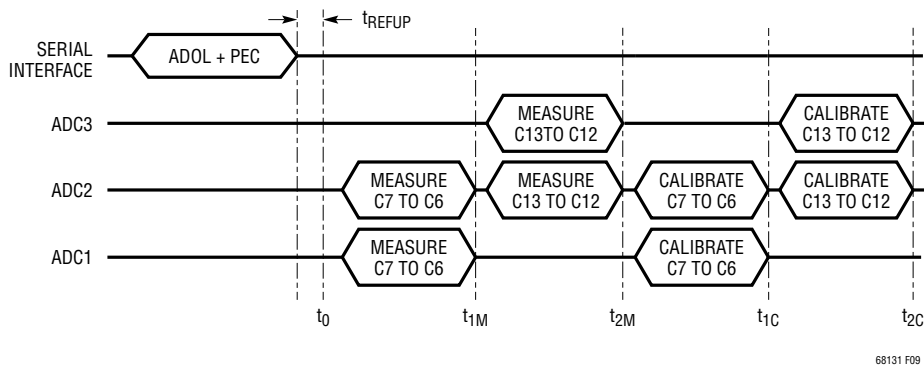 tREFUP
SERIAL
INTERFACE
ADOL + PEC
ADC3
MEASURE
C13TO C12
CALIBRATE
C13 TO C12
ADC2
MEASURE
C7 TO C6
MEASURE
C13 TO C12
CALIBRATE
C7 TO C6
CALIBRATE
C13 TO C12
ADC1
MEASURE
C7 TO C6
CALIBRATE
C7 TO C6
t0
t1M
t2M
t1C
t2C
68131 F09